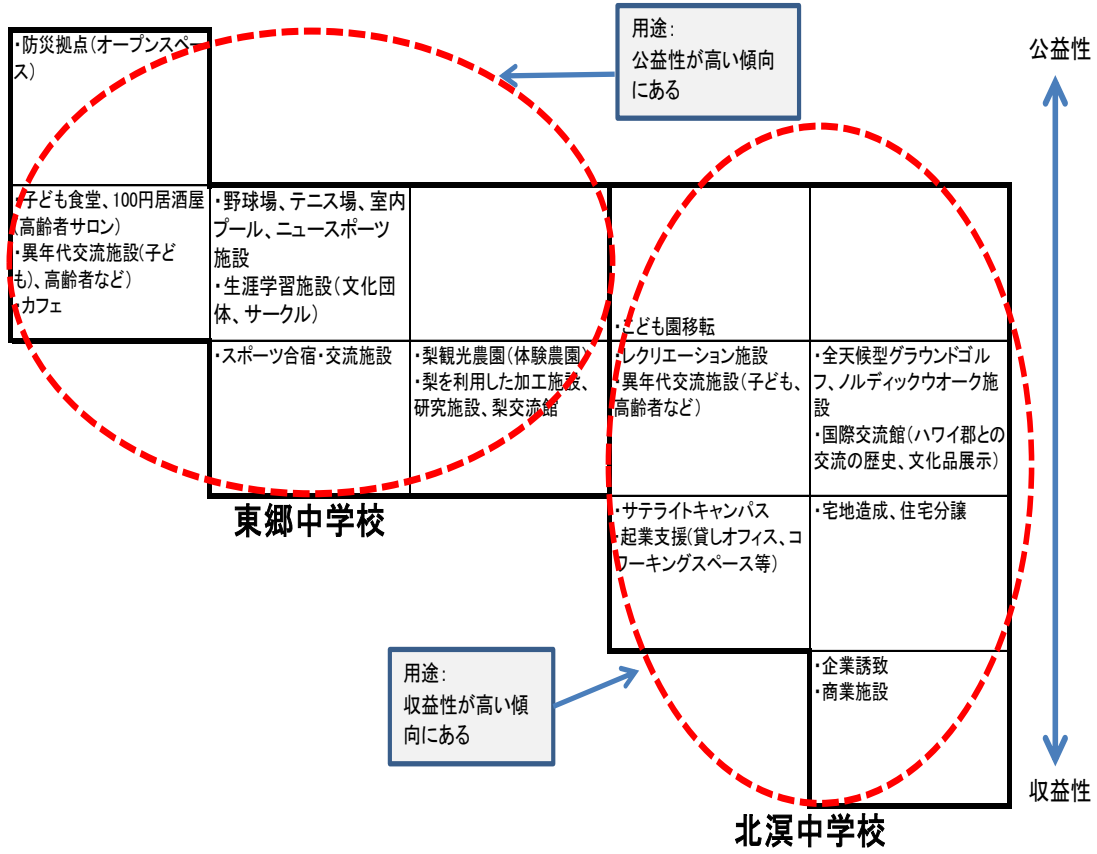 ・防災拠点(オープンスペー
ス)
用途:
公益性が高い傾向
にある
公益性
・子ども食堂、100円居酒屋
(高齢者サロン)
・異年代交流施設(子ど
も)、高齢者など)
・カフェ
・野球場、テニス場、室内
プール、ニュースポーツ
施設
・生涯学習施設(文化団
体、サークル)
・こども園移転
・スポーツ合宿・交流施設
・梨観光農園(体験農園)
・梨を利用した加工施設、
研究施設、梨交流館
・レクリエーション施設
・異年代交流施設(子ども、
高齢者など)
・全天候型グラウンドゴル
フ、ノルディックウオーク施
設
・国際交流館(ハワイ郡との
交流の歴史、文化品展示)
東郷中学校
・サテライトキャンパス
・起業支援(貸しオフィス、コ
ワーキングスペース等)
・宅地造成、住宅分譲
用途:
収益性が高い傾
向にある
・企業誘致
・商業施設
収益性
北溟中学校